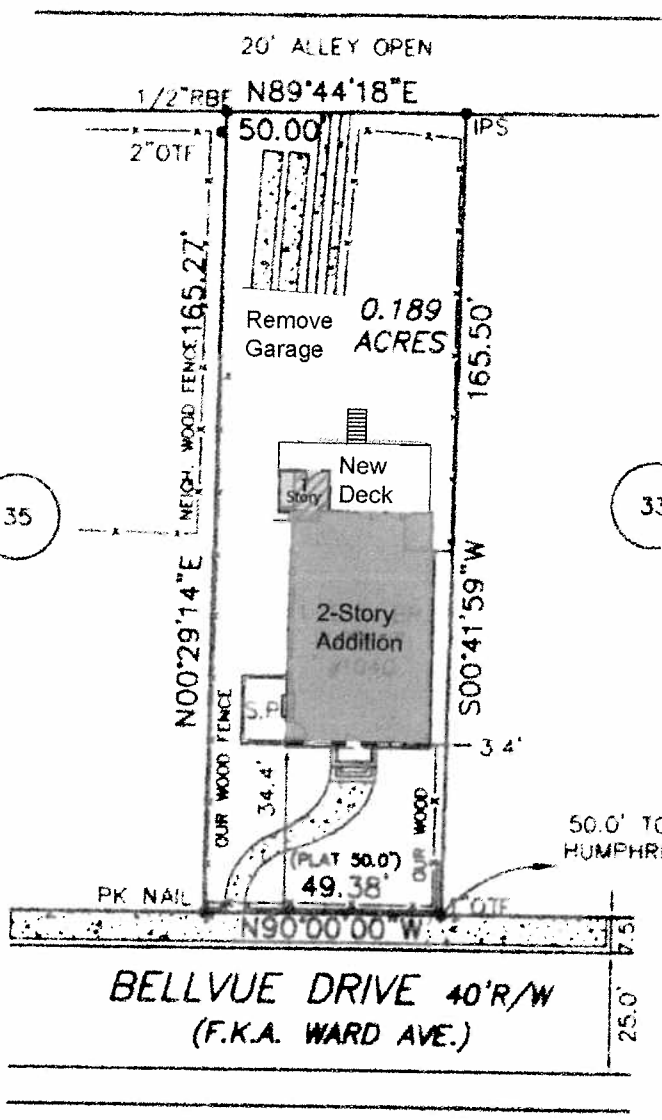 20' ALLEY OPEN
1/2"RBF N89°44'18"E
50.00'
IPS
2"OTF
NEIGH. WOOD FENCE
165.27'
Remove
Garage
0.189
ACRES
165.50'
New
Deck
1
Story
35
33
N00°29'14"E
S00°41'59"W
2-Story
Addition
S.P
3.4'
OUR WOOD FENCE
34.4'
OUR WOOD
50.0' TO
(PLAT 50.0')
49.38'
PK NAIL
1"OTF
N90°00'00"W
7.5
BELLVUE DRIVE 40'R/W
(F.K.A. WARD AVE.)
25.0'